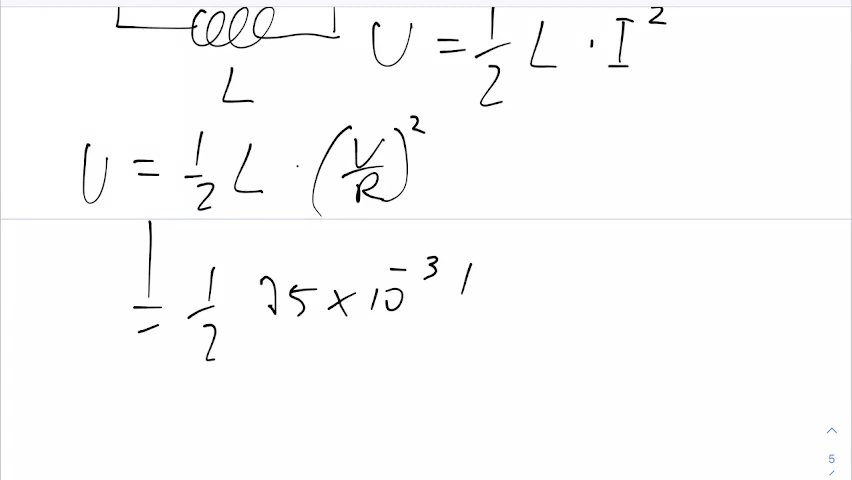 U = 1/2 L · I²
L
U = 1/2 L · (V/R)²
= 1/2 25 × 10⁻³
5